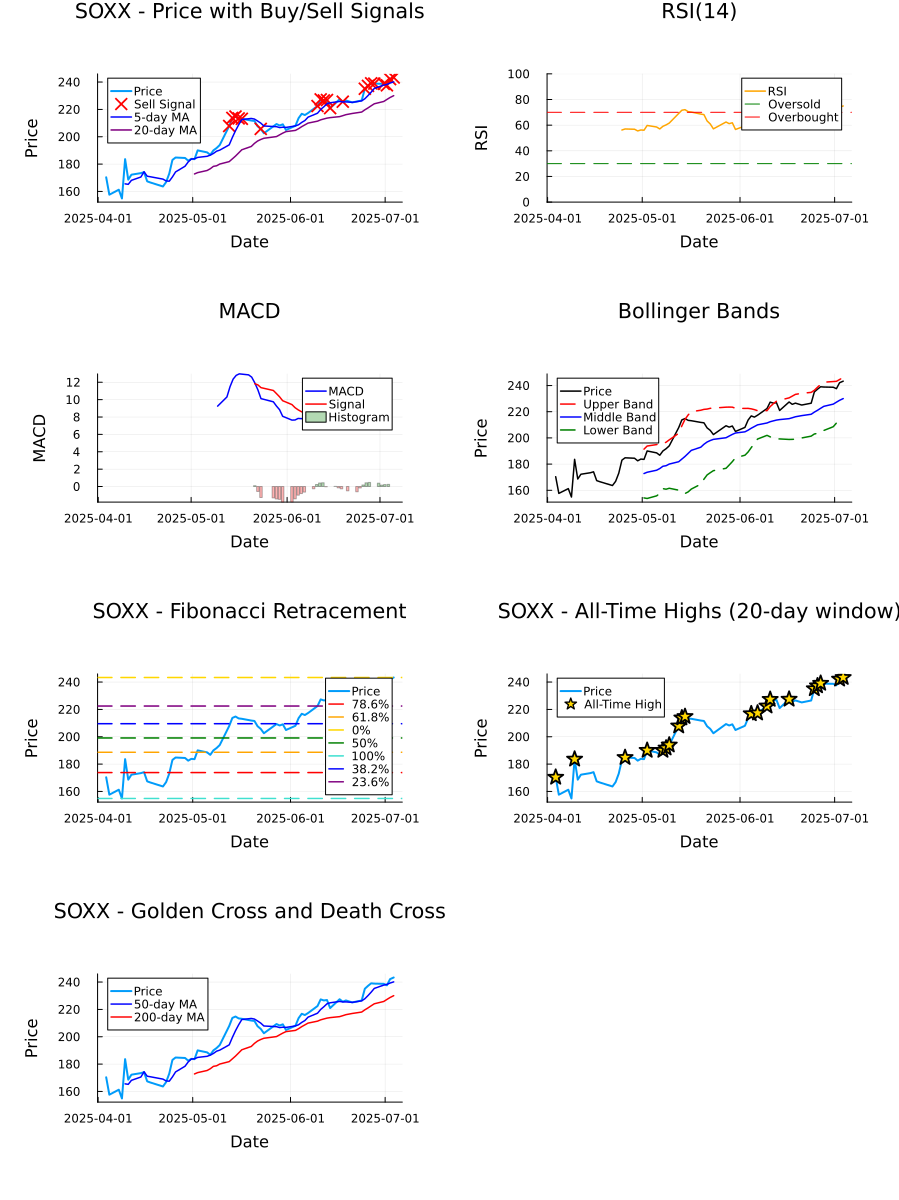 SOXX - Price with Buy/Sell Signals
Price
240
220
200
180
160
Price
Sell Signal
5-day MA
20-day MA
2025-04-01 2025-05-01 2025-06-01 2025-07-01
Date
RSI(14)
RSI
100
80
60
40
20
0
RSI
Oversold
Overbought
2025-04-01 2025-05-01 2025-06-01 2025-07-01
Date
MACD
MACD
12
10
8
6
4
2
0
MACD
Signal
Histogram
2025-04-01 2025-05-01 2025-06-01 2025-07-01
Date
Bollinger Bands
Price
240
220
200
180
160
Price
Upper Band
Middle Band
Lower Band
2025-04-01 2025-05-01 2025-06-01 2025-07-01
Date
SOXX - Fibonacci Retracement
Price
240
220
200
180
160
Price
78.6%
61.8%
0%
50%
100%
38.2%
23.6%
2025-04-01 2025-05-01 2025-06-01 2025-07-01
Date
SOXX - All-Time Highs (20-day window)
Price
240
220
200
180
160
Price
All-Time High
2025-04-01 2025-05-01 2025-06-01 2025-07-01
Date
SOXX - Golden Cross and Death Cross
Price
240
220
200
180
160
Price
50-day MA
200-day MA
2025-04-01 2025-05-01 2025-06-01 2025-07-01
Date